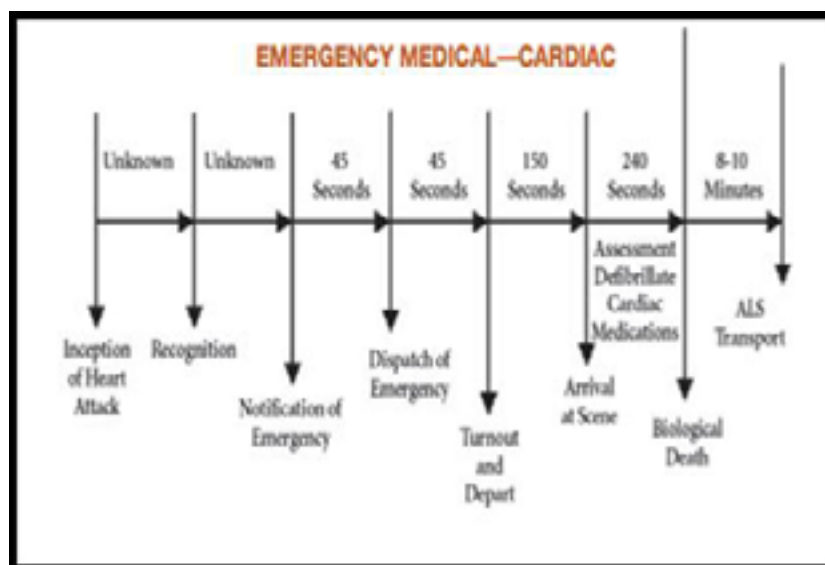 EMERGENCY MEDICAL—CARDIAC
Unknown
Unknown
45
Seconds
45
Seconds
150
Seconds
240
Seconds
8-10
Minutes
Assessment
Defibrillate
Cardiac
Medications
ALS
Transport
Inception
of Heart
Attack
Recognition
Notification of
Emergency
Dispatch of
Emergency
Turnout
and
Depart
Arrival
at Scene
Biological
Death